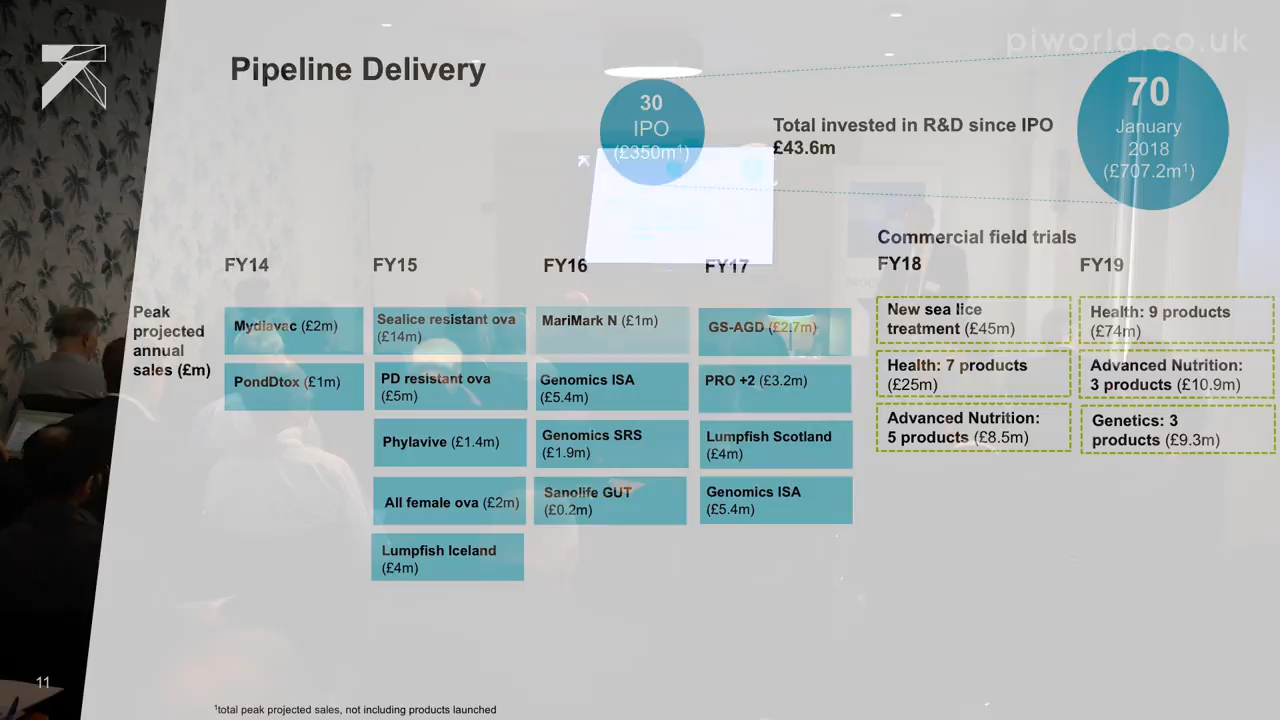 piworld.co.uk
Pipeline Delivery
30
IPO
(£350m¹)
Total invested in R&D since IPO
£43.6m
70
January
2018
(£707.2m¹)
Commercial field trials
FY14
FY15
FY16
FY17
FY18
FY19
Peak
projected
annual
sales (£m)
Mydiavac (£2m)
PondDtox (£1m)
Sealice resistant ova
(£14m)
PD resistant ova
(£5m)
Phylavive (£1.4m)
All female ova (£2m)
Lumpfish Iceland
(£4m)
MariMark N (£1m)
Genomics ISA
(£5.4m)
Genomics SRS
(£1.9m)
Sanolife GUT
(£0.2m)
GS-AGD (£2.7m)
PRO +2 (£3.2m)
Lumpfish Scotland
(£4m)
Genomics ISA
(£5.4m)
New sea lice
treatment (£45m)
Health: 7 products
(£25m)
Advanced Nutrition:
5 products (£8.5m)
Health: 9 products
(£74m)
Advanced Nutrition:
3 products (£10.9m)
Genetics: 3
products (£9.3m)
11
¹total peak projected sales, not including products launched